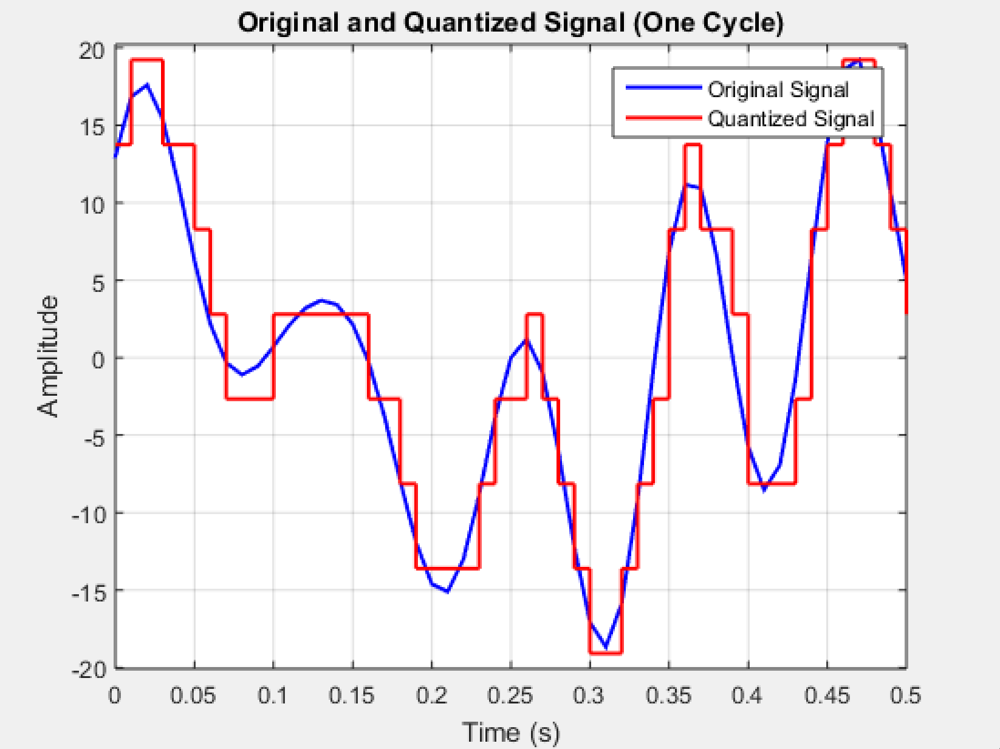 Original and Quantized Signal (One Cycle)
20
15
10
5
0
-5
-10
-15
-20
Amplitude
Original Signal
Quantized Signal
0 0.05 0.1 0.15 0.2 0.25 0.3 0.35 0.4 0.45 0.5
Time (s)